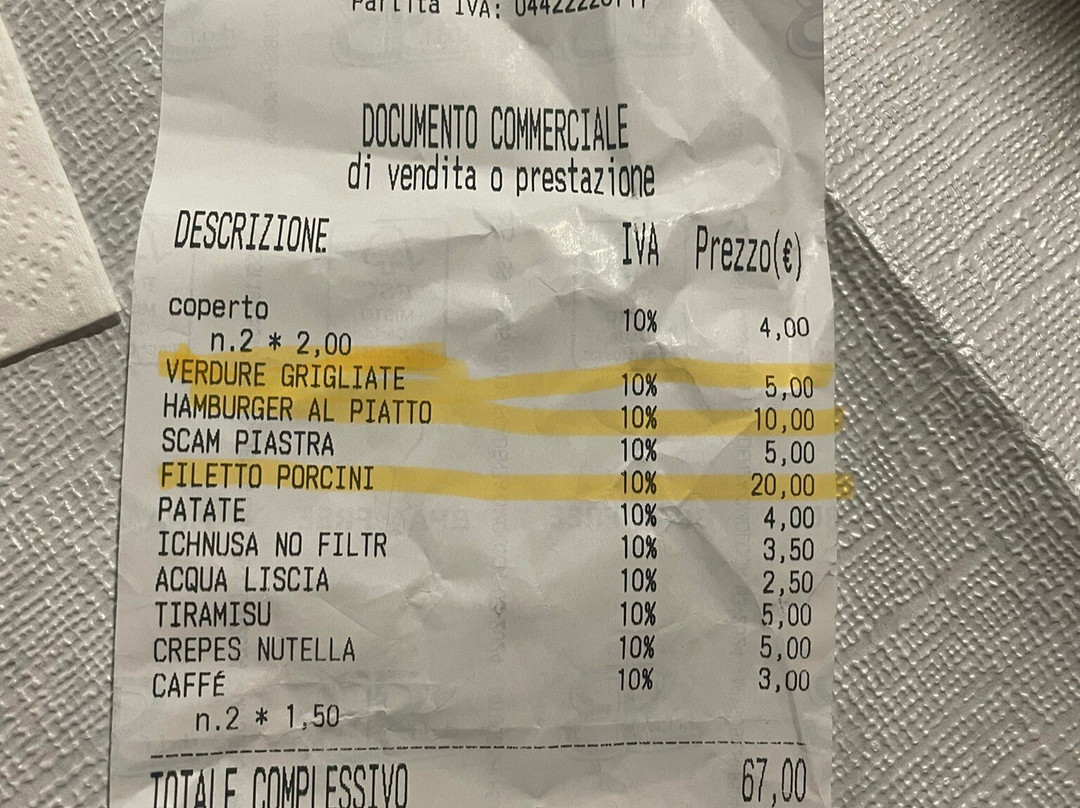 Partita IVA:
DOCUMENTO COMMERCIALE
di vendita o prestazione
DESCRIZIONE IVA Prezzo(€)
coperto 10% 4,00
n.2 * 2,00
VERDURE GRIGLIATE 10% 5,00
HAMBURGER AL PIATTO 10% 10,00
SCAM PIASTRA 10% 5,00
FILETTO PORCINI 10% 20,00
PATATE 10% 4,00
ICHNUSA NO FILTR 10% 3,50
ACQUA LISCIA 10% 2,50
TIRAMISU 10% 5,00
CREPES NUTELLA 10% 5,00
CAFFÉ 10% 3,00
n.2 * 1,50
TOTALE COMPLESSIVO 67,00